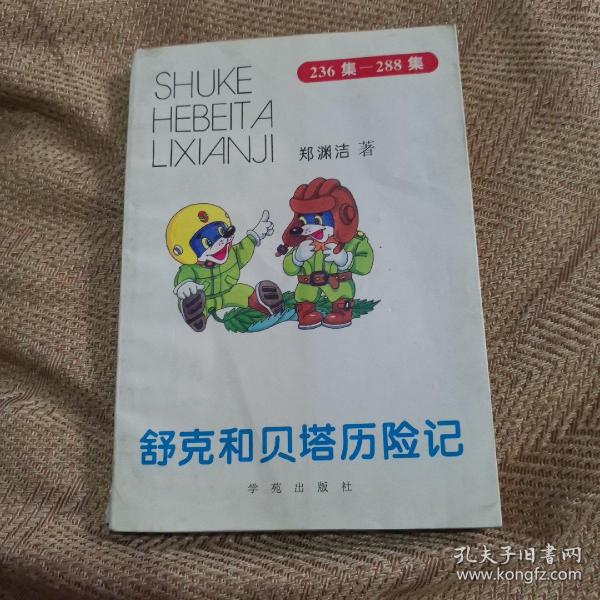 236 集—288 集
SHUKE
HEBEITA
LIXIANJI
郑渊洁 著
舒克和贝塔历险记
学苑出版社
孔夫子旧書网
www.kongfz.com